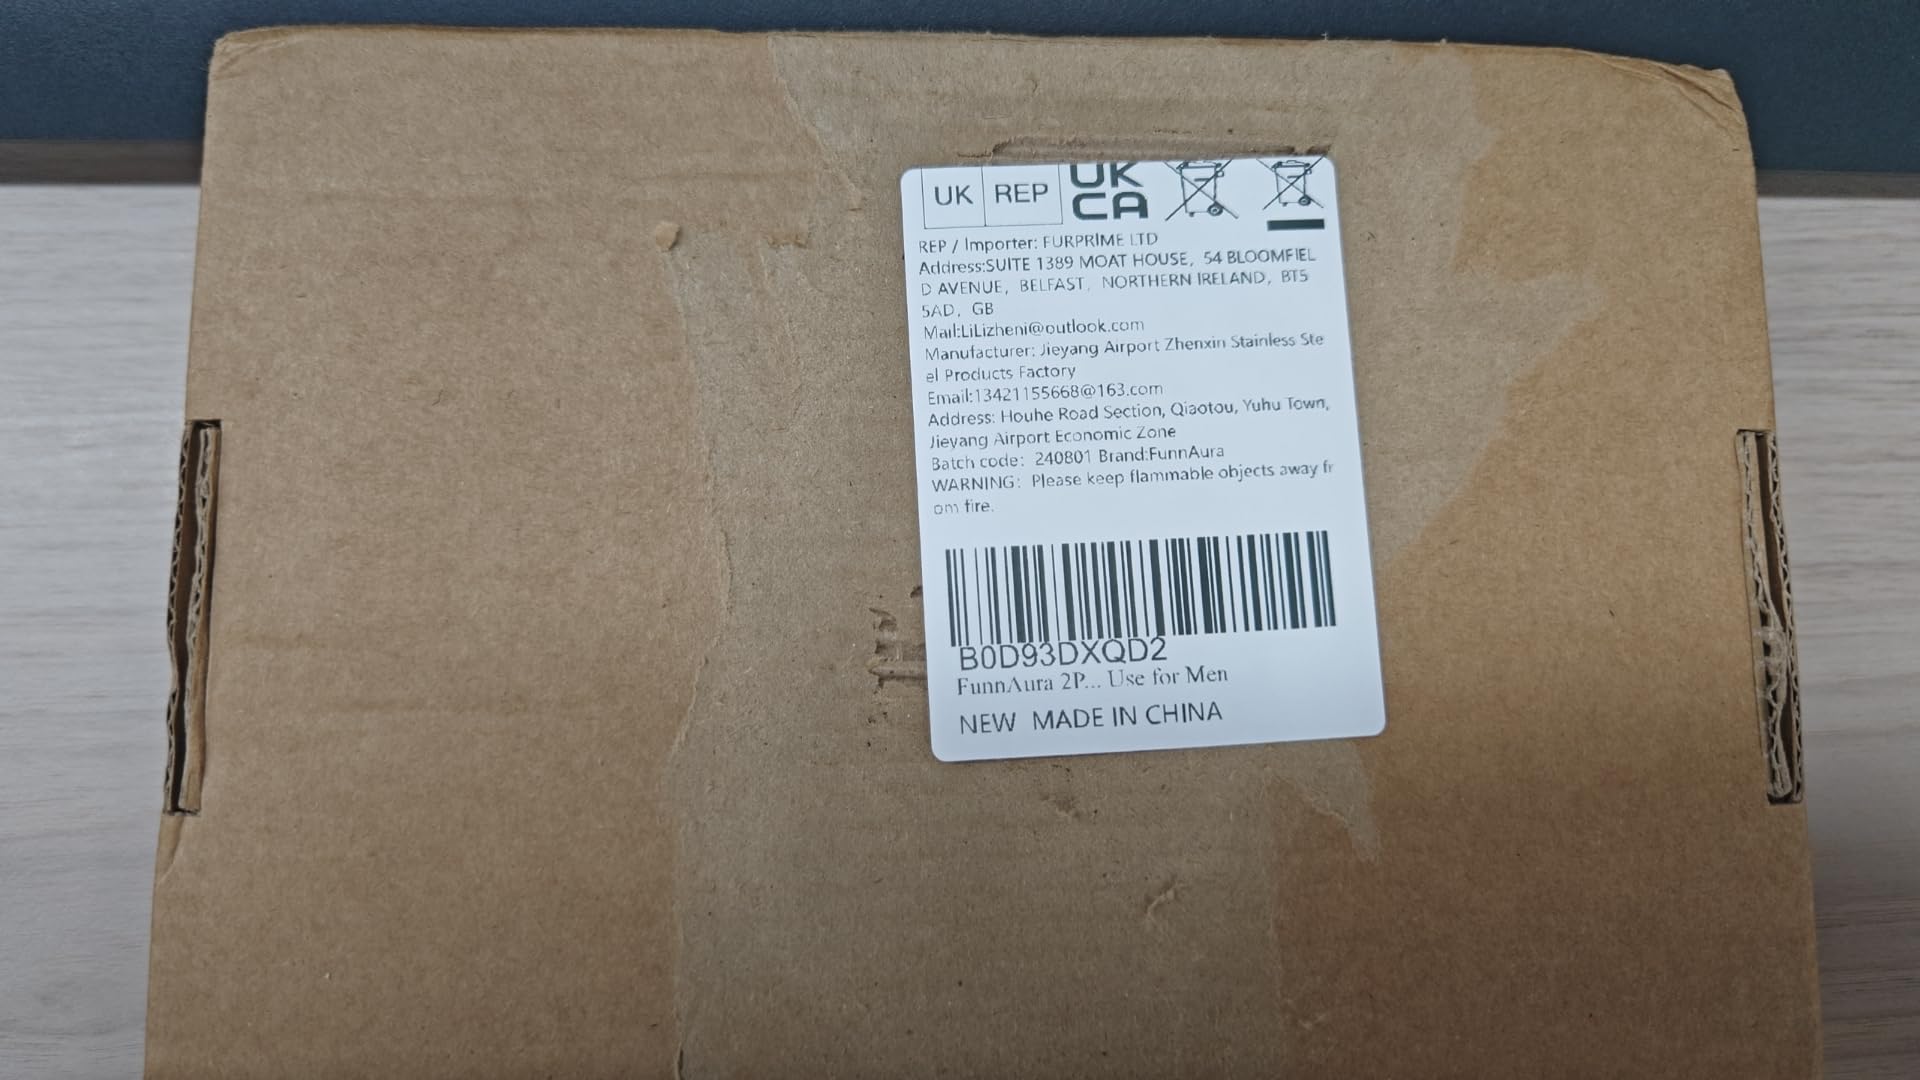 UK REP UK
CA
REP / Importer: FURPRIME LTD
Address:SUITE 1389 MOAT HOUSE, 54 BLOOMFIEL
D AVENUE, BELFAST, NORTHERN IRELAND, BT5
5AD, GB
Mail:LiLizheni@outlook.com
Manufacturer: Jieyang Airport Zhenxin Stainless Ste
el Products Factory
Email:13421155668@163.com
Address: Houhe Road Section, Qiaotou, Yuhu Town,
Jieyang Airport Economic Zone
Batch code: 240801 Brand:FunnAura
WARNING: Please keep flammable objects away fr
om fire.
B0D93DXQD2
FunnAura 2P... Use for Men
NEW MADE IN CHINA